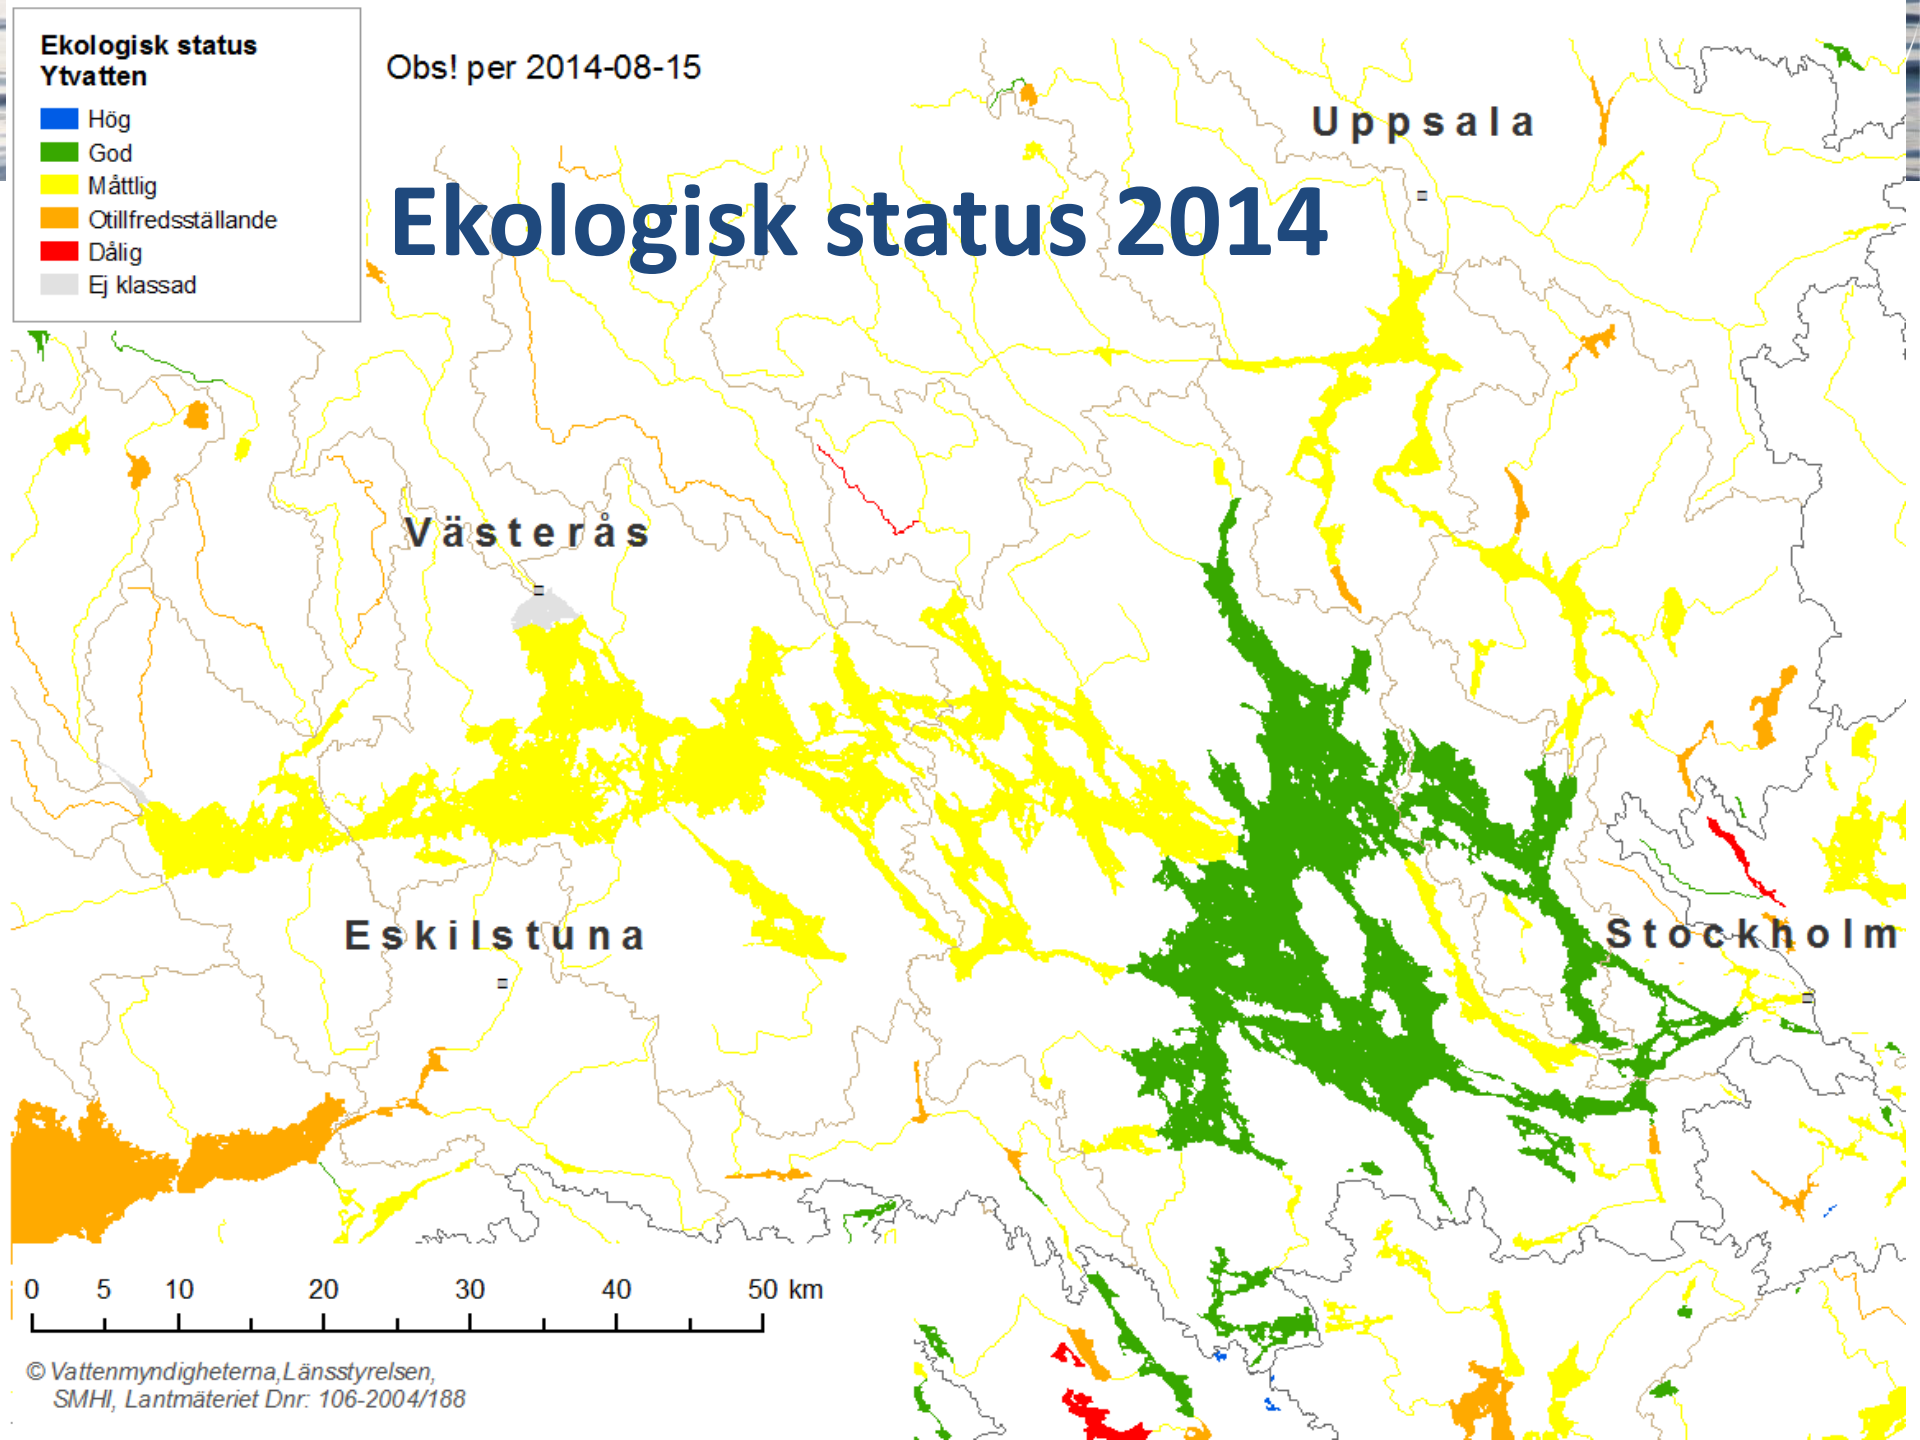 Ekologisk status
Ytvatten
Hög
God
Måttlig
Otillfredsställande
Dålig
Ej klassad
Obs! per 2014-08-15
Ekologisk status 2014
Uppsala
Västerås
Eskilstuna
Stockholm
0 5 10 20 30 40 50 km
© Vattenmyndigheterna,Länsstyrelsen,
SMHI, Lantmäteriet Dnr: 106-2004/188